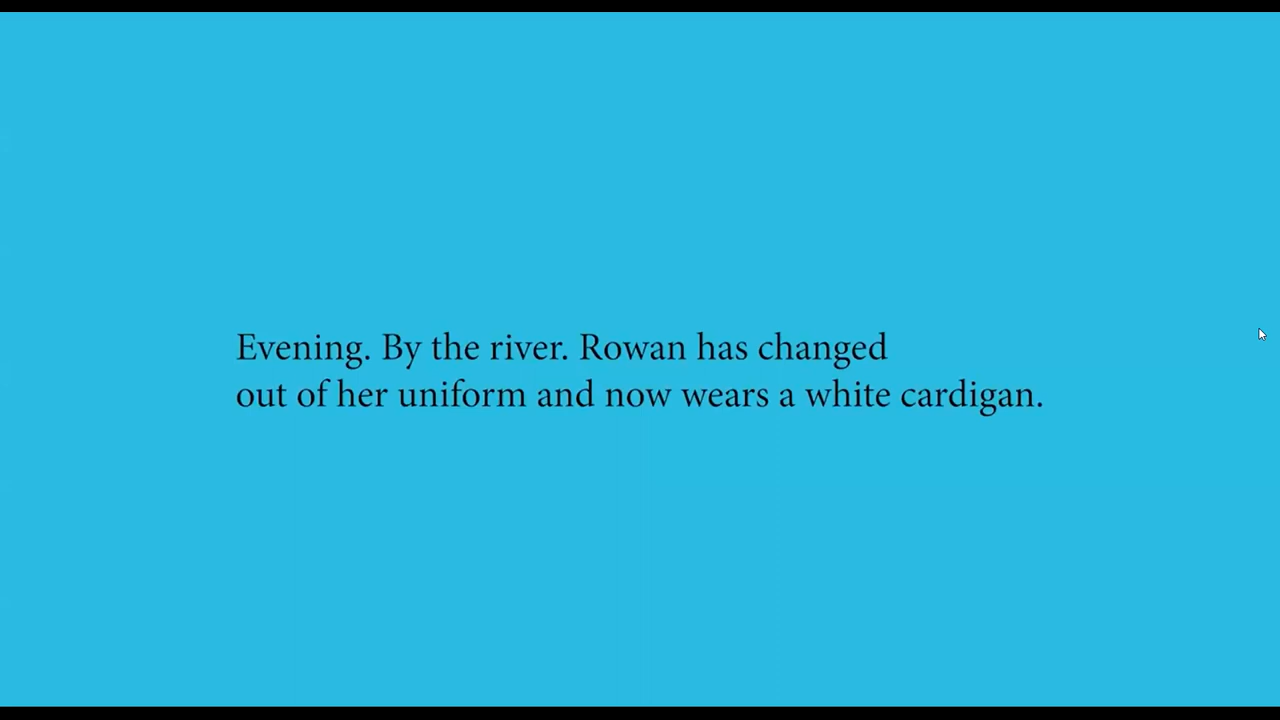 Evening. By the river. Rowan has changed
out of her uniform and now wears a white cardigan.